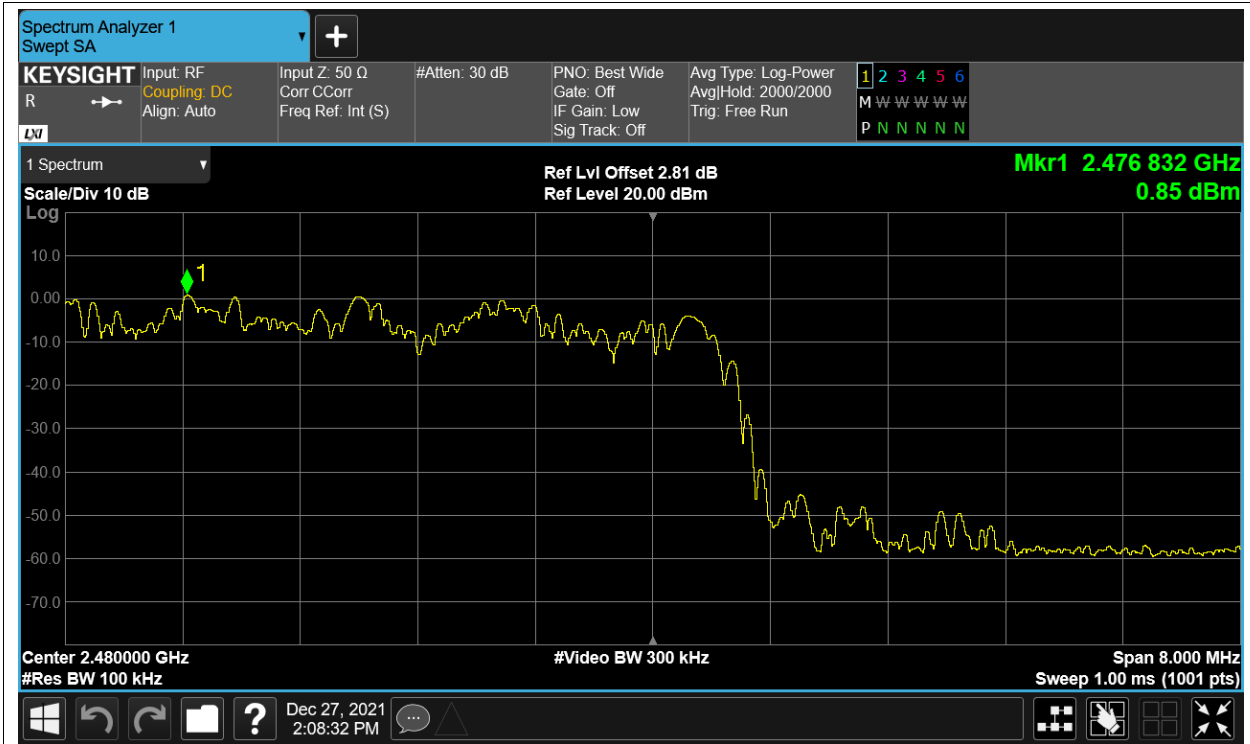 Spectrum Analyzer 1
Swept SA
KEYSIGHT
R
LXI
Input: RF
Coupling: DC
Align: Auto
Input Z: 50 Ω
Corr CCorr
Freq Ref: Int (S)
#Atten: 30 dB
PNO: Best Wide
Gate: Off
IF Gain: Low
Sig Track: Off
Avg Type: Log-Power
Avg|Hold: 2000/2000
Trig: Free Run
1 2 3 4 5 6
M W W W W W
P N N N N N
1 Spectrum
Scale/Div 10 dB
Ref Lvl Offset 2.81 dB
Ref Level 20.00 dBm
Mkr1 2.476 832 GHz
0.85 dBm
Log
10.0
0.00
-10.0
-20.0
-30.0
-40.0
-50.0
-60.0
-70.0
1
Center 2.480000 GHz
#Res BW 100 kHz
#Video BW 300 kHz
Span 8.000 MHz
Sweep 1.00 ms (1001 pts)
?
Dec 27, 2021
2:08:32 PM